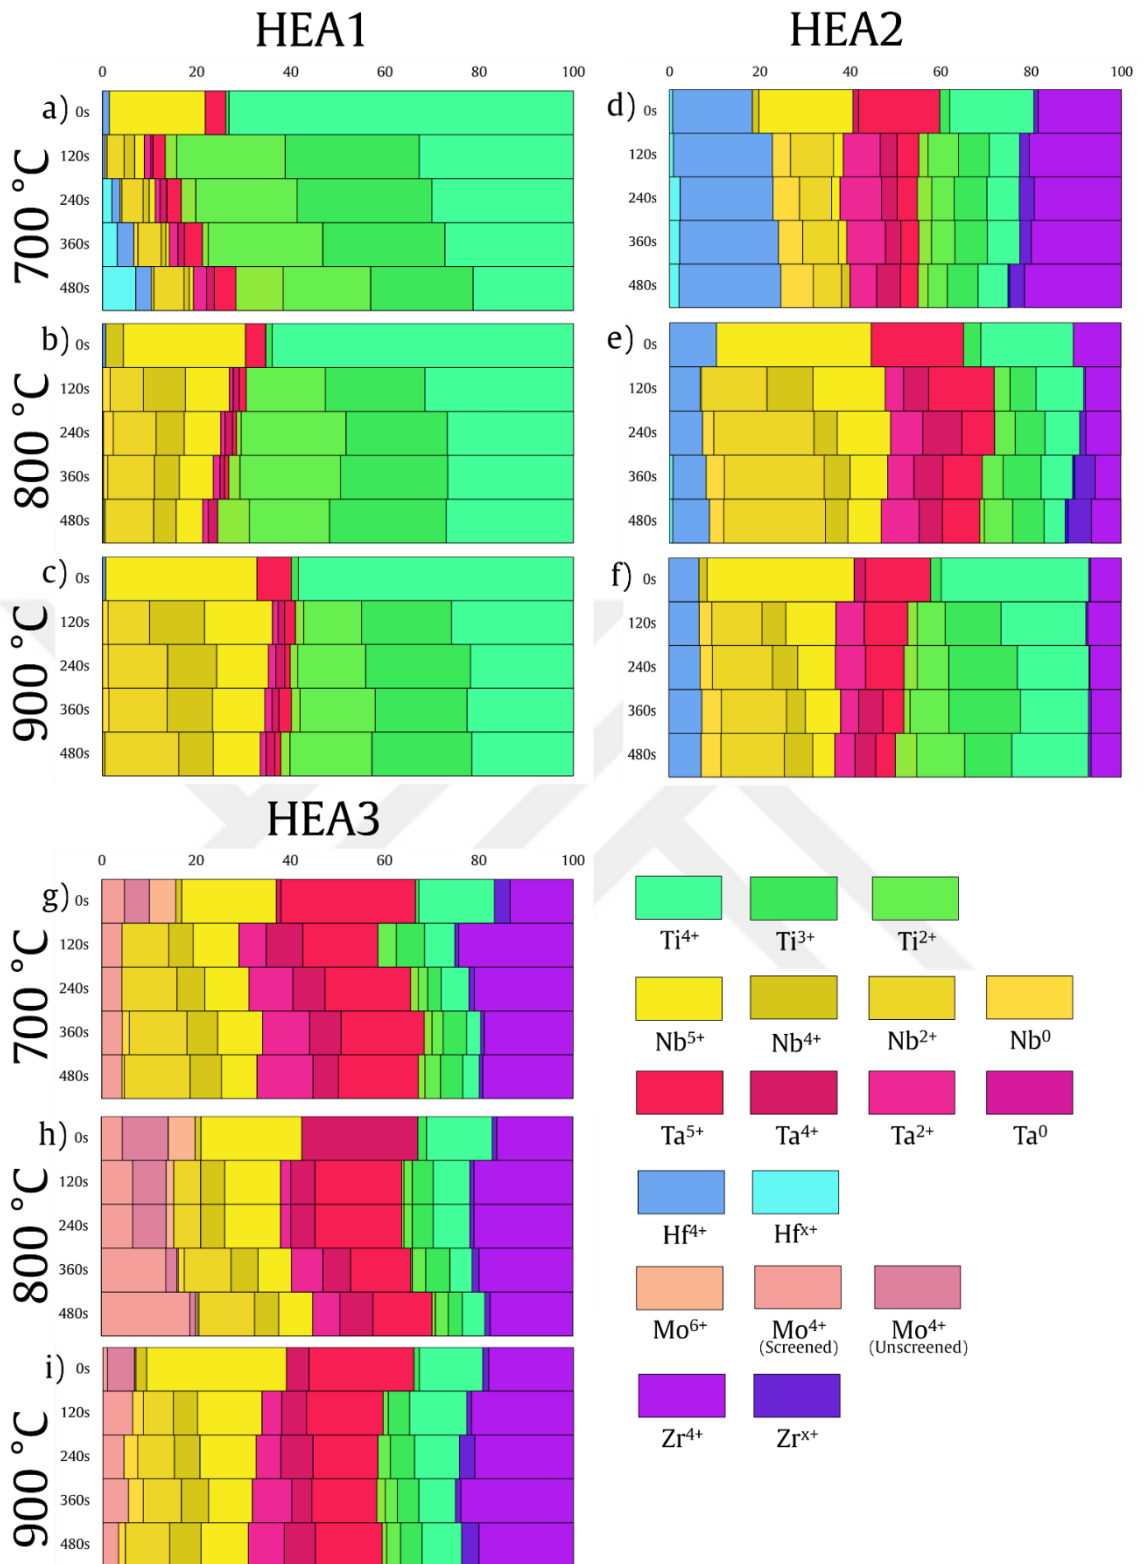 HEA1
0 20 40 60 80 100
700 °C
a) 0s
120s
240s
360s
480s
800 °C
b) 0s
120s
240s
360s
480s
900 °C
c) 0s
120s
240s
360s
480s
HEA2
0 20 40 60 80 100
d) 0s
120s
240s
360s
480s
e) 0s
120s
240s
360s
480s
f) 0s
120s
240s
360s
480s
HEA3
0 20 40 60 80 100
700 °C
g) 0s
120s
240s
360s
480s
800 °C
h) 0s
120s
240s
360s
480s
900 °C
i) 0s
120s
240s
360s
480s
Ti⁴⁺ Ti³⁺ Ti²⁺
Nb⁵⁺ Nb⁴⁺ Nb²⁺ Nb⁰
Ta⁵⁺ Ta⁴⁺ Ta²⁺ Ta⁰
Hf⁴⁺ Hfˣ⁺
Mo⁶⁺ Mo⁴⁺ Mo⁴⁺
(Screened) (Unscreened)
Zr⁴⁺ Zrˣ⁺